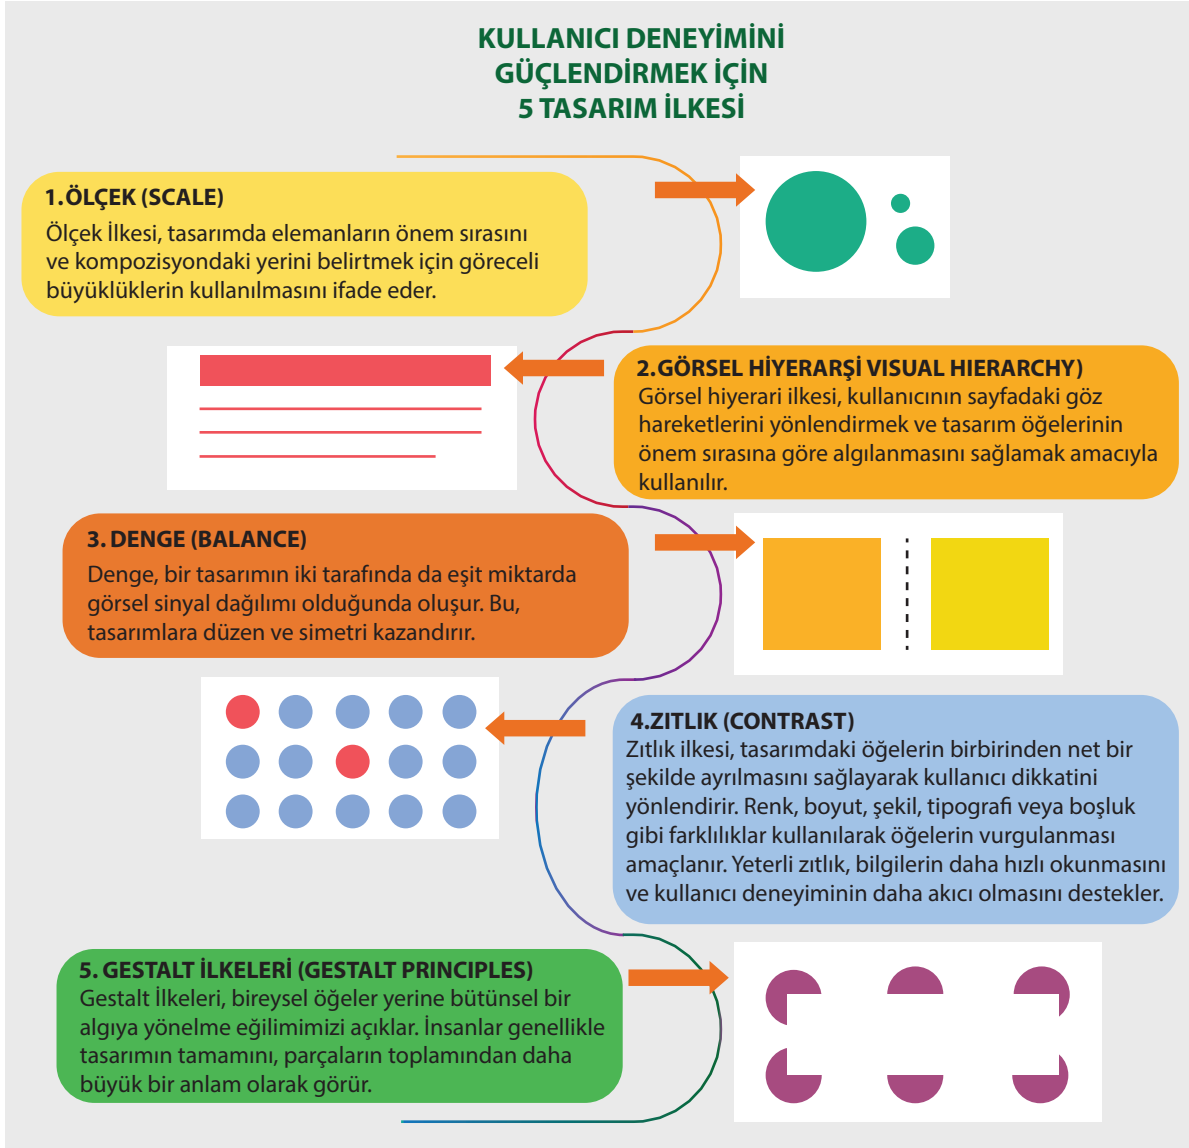 KULLANICI DENEYİMİNİ
GÜÇLENDİRMEK İÇİN
5 TASARIM İLKESİ
1. ÖLÇEK (SCALE)
Ölçek İlkesi, tasarımda elemanların önem sırasını
ve kompozisyondaki yerini belirtmek için göreceli
büyüklüklerin kullanılmasını ifade eder.
2. GÖRSEL HİYERARŞİ VISUAL HIERARCHY)
Görsel hiyerari ilkesi, kullanıcının sayfadaki göz
hareketlerini yönlendirmek ve tasarım öğelerinin
önem sırasına göre algılanmasını sağlamak amacıyla
kullanılır.
3. DENGE (BALANCE)
Denge, bir tasarımın iki tarafında da eşit miktarda
görsel sinyal dağılımı olduğunda oluşur. Bu,
tasarımlara düzen ve simetri kazandırır.
4.ZITLIK (CONTRAST)
Zıtlık ilkesi, tasarımdaki öğelerin birbirinden net bir
şekilde ayrılmasını sağlayarak kullanıcı dikkatini
yönlendirir. Renk, boyut, şekil, tipografi veya boşluk
gibi farklılıklar kullanılarak öğelerin vurgulanması
amaçlanır. Yeterli zıtlık, bilgilerin daha hızlı okunmasını
ve kullanıcı deneyiminin daha akıcı olmasını destekler.
5. GESTALT İLKELERİ (GESTALT PRINCIPLES)
Gestalt İlkeleri, bireysel öğeler yerine bütünsel bir
algıya yönelme eğilimimizi açıklar. İnsanlar genellikle
tasarımın tamamını, parçaların toplamından daha
büyük bir anlam olarak görür.